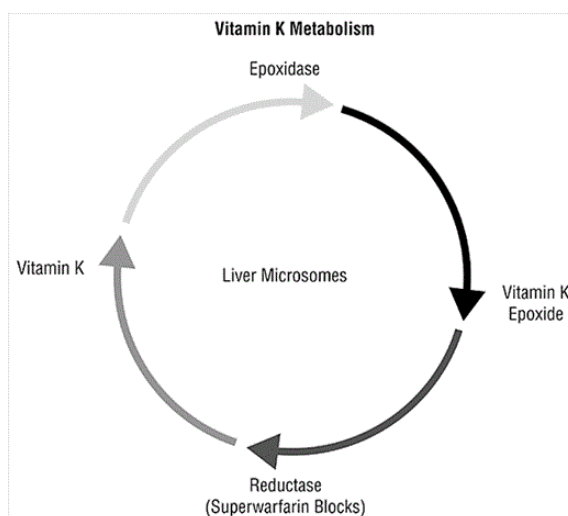 Vitamin K Metabolism
Epoxidase
Vitamin K
Liver Microsomes
Vitamin K
Epoxide
Reductase
(Superwarfarin Blocks)